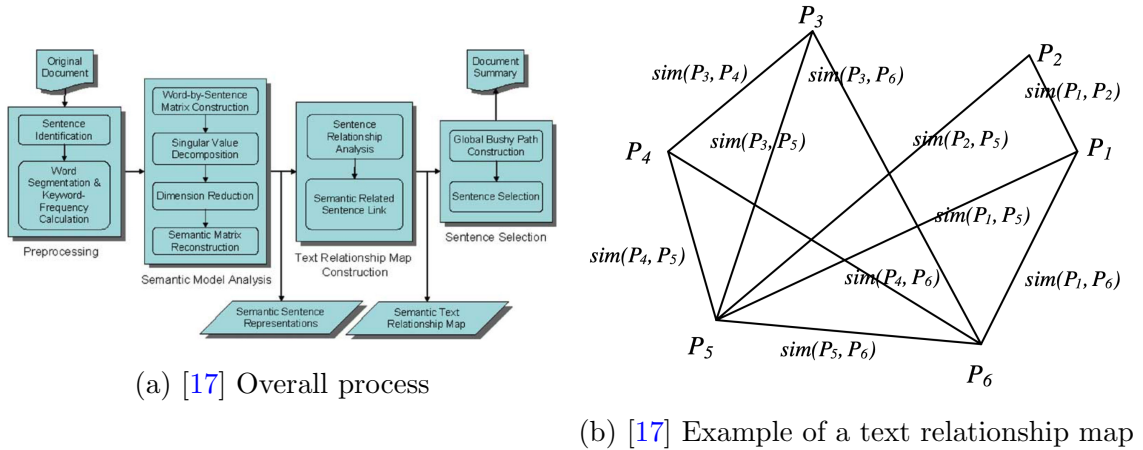 Original
Document
Sentence
Identification
Word
Segmentation &
Keyword-
Frequency
Calculation
Preprocessing
Word-by-Sentence
Matrix Construction
Singular Value
Decomposition
Dimension Reduction
Semantic Matrix
Reconstruction
Semantic Model Analysis
Sentence
Relationship
Analysis
Semantic Related
Sentence Link
Text Relationship Map
Construction
Document
Summary
Global Bushy Path
Construction
Sentence Selection
Sentence Selection
Semantic Sentence
Representations
Semantic Text
Relationship Map
(a) [17] Overall process
P3
P2
sim(P3, P4)
sim(P3, P6)
sim(P1, P2)
P4
sim(P3, P5)
sim(P2, P5)
P1
sim(P1, P5)
sim(P4, P5)
sim(P4, P6)
sim(P1, P6)
P5
sim(P5, P6)
P6
(b) [17] Example of a text relationship map